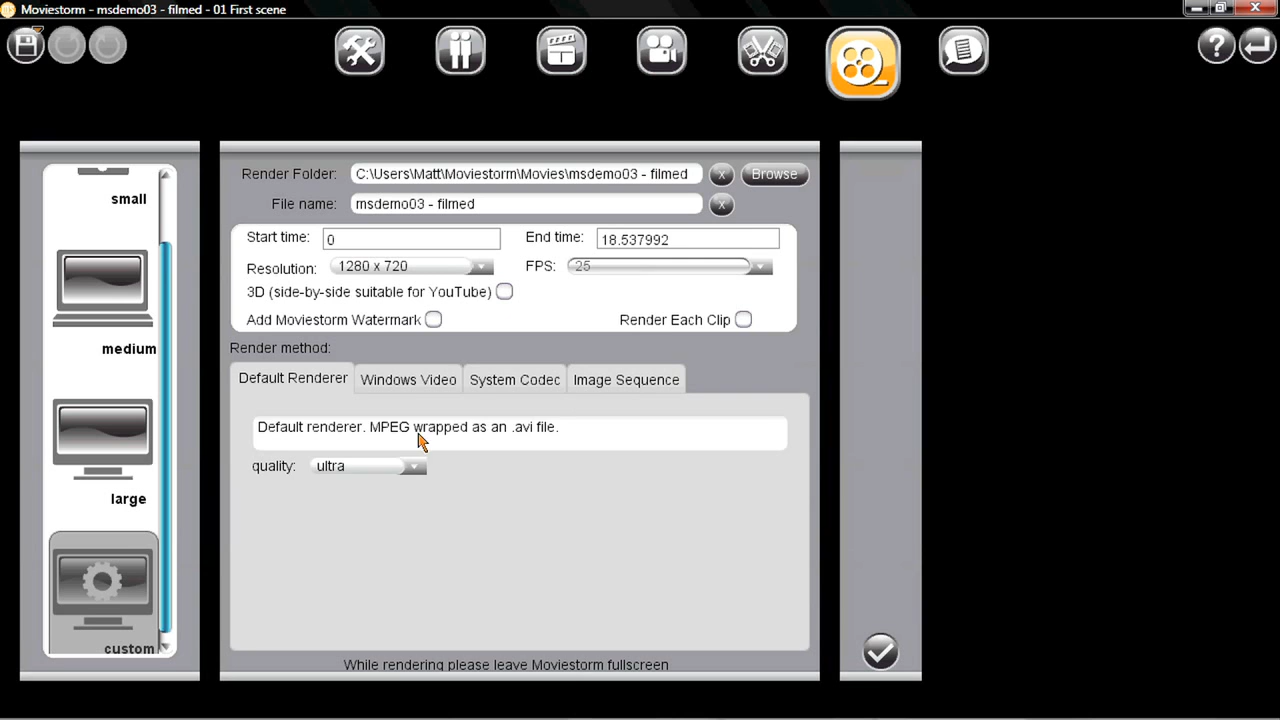 Moviestorm - msdemo03 - filmed - 01 First scene
small
medium
large
custom
Render Folder: C:\Users\Matt\Moviestorm\Movies\msdemo03 - filmed x Browse
File name: msdemo03 - filmed x
Start time: 0 End time: 18.537992
Resolution: 1280 x 720 FPS: 25
3D (side-by-side suitable for YouTube)
Add Moviestorm Watermark Render Each Clip
Render method:
Default Renderer Windows Video System Codec Image Sequence
Default renderer. MPEG wrapped as an .avi file.
quality: ultra
While rendering please leave Moviestorm fullscreen